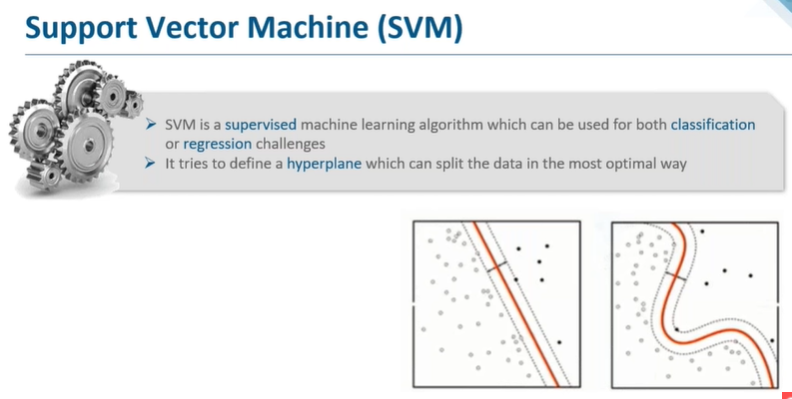 Support Vector Machine (SVM)
➤ SVM is a supervised machine learning algorithm which can be used for both classification
or regression challenges
➤ It tries to define a hyperplane which can split the data in the most optimal way